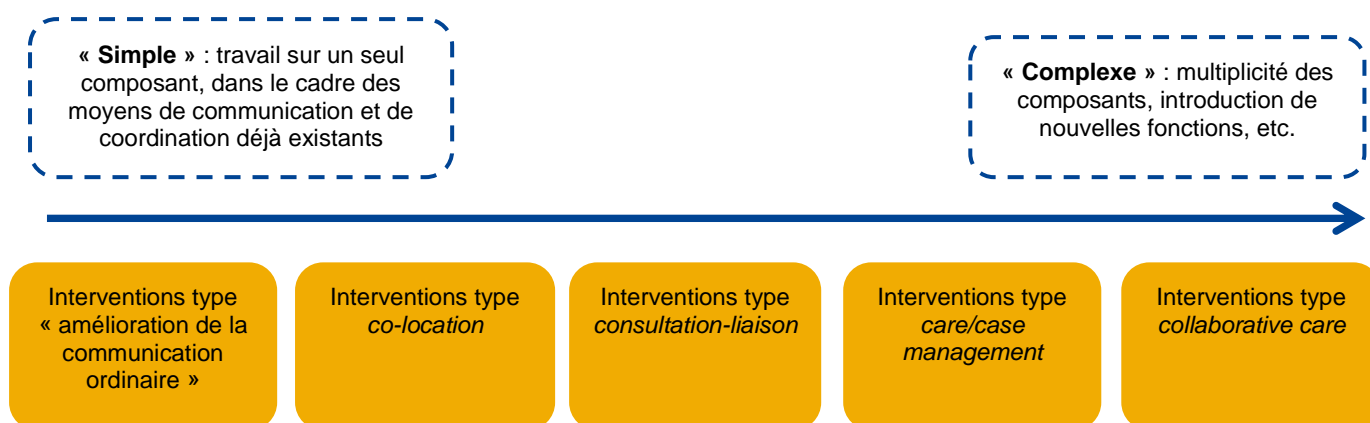 « Simple » : travail sur un seul
composant, dans le cadre des
moyens de communication et de
coordination déjà existants
« Complexe » : multiplicité des
composants, introduction de
nouvelles fonctions, etc.
Interventions type
« amélioration de la
communication
ordinaire »
Interventions type
co-location
Interventions type
consultation-liaison
Interventions type
care/case
management
Interventions type
collaborative care